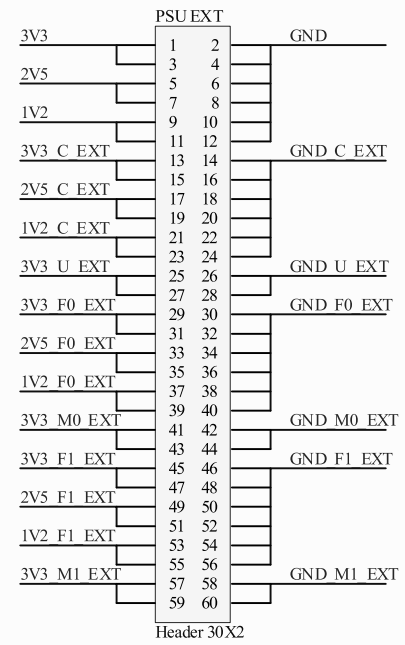 PSU EXT
3V3 GND
1 2
3 4
2V5
5 6
7 8
1V2
9 10
11 12
3V3_C_EXT GND_C_EXT
13 14
15 16
2V5_C_EXT
17 18
19 20
1V2_C_EXT
21 22
23 24
3V3_U_EXT GND_U_EXT
25 26
27 28
3V3_F0_EXT GND_F0_EXT
29 30
31 32
2V5_F0_EXT
33 34
35 36
1V2_F0_EXT
37 38
39 40
3V3_M0_EXT GND_M0_EXT
41 42
43 44
3V3_F1_EXT GND_F1_EXT
45 46
47 48
2V5_F1_EXT
49 50
51 52
1V2_F1_EXT
53 54
55 56
3V3_M1_EXT GND_M1_EXT
57 58
59 60
Header 30X2